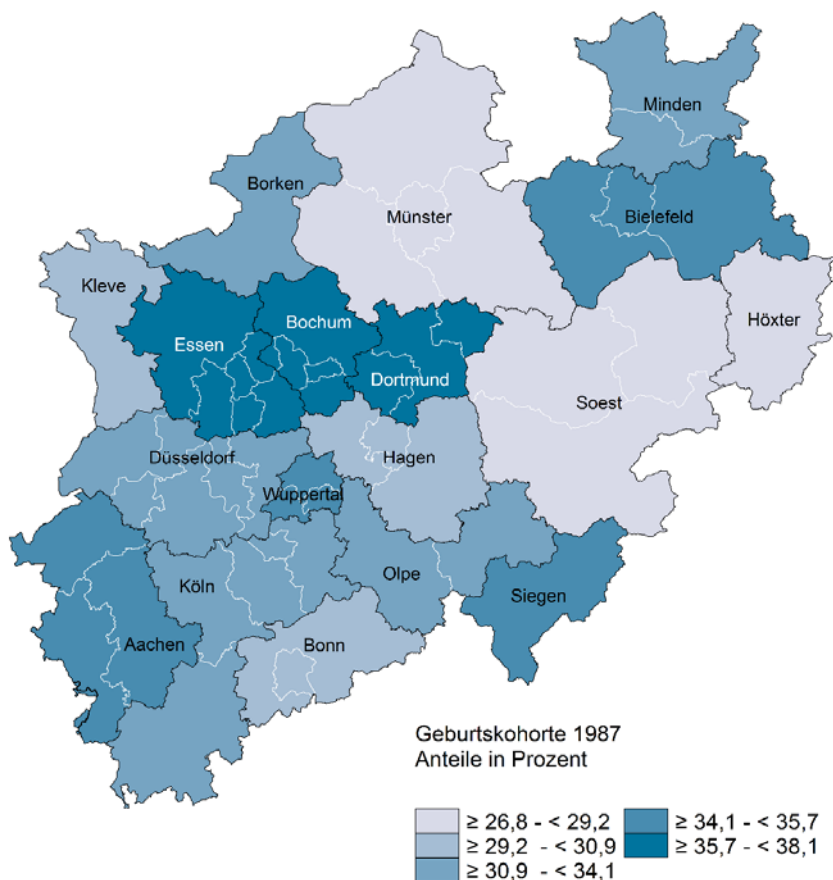 Minden
Borken
Münster
Bielefeld
Kleve
Höxter
Bochum
Essen
Dortmund
Soest
Düsseldorf
Hagen
Wuppertal
Olpe
Köln
Siegen
Aachen
Bonn
Geburtskohorte 1987
Anteile in Prozent
≥ 26,8 - < 29,2
≥ 34,1 - < 35,7
≥ 29,2 - < 30,9
≥ 35,7 - < 38,1
≥ 30,9 - < 34,1